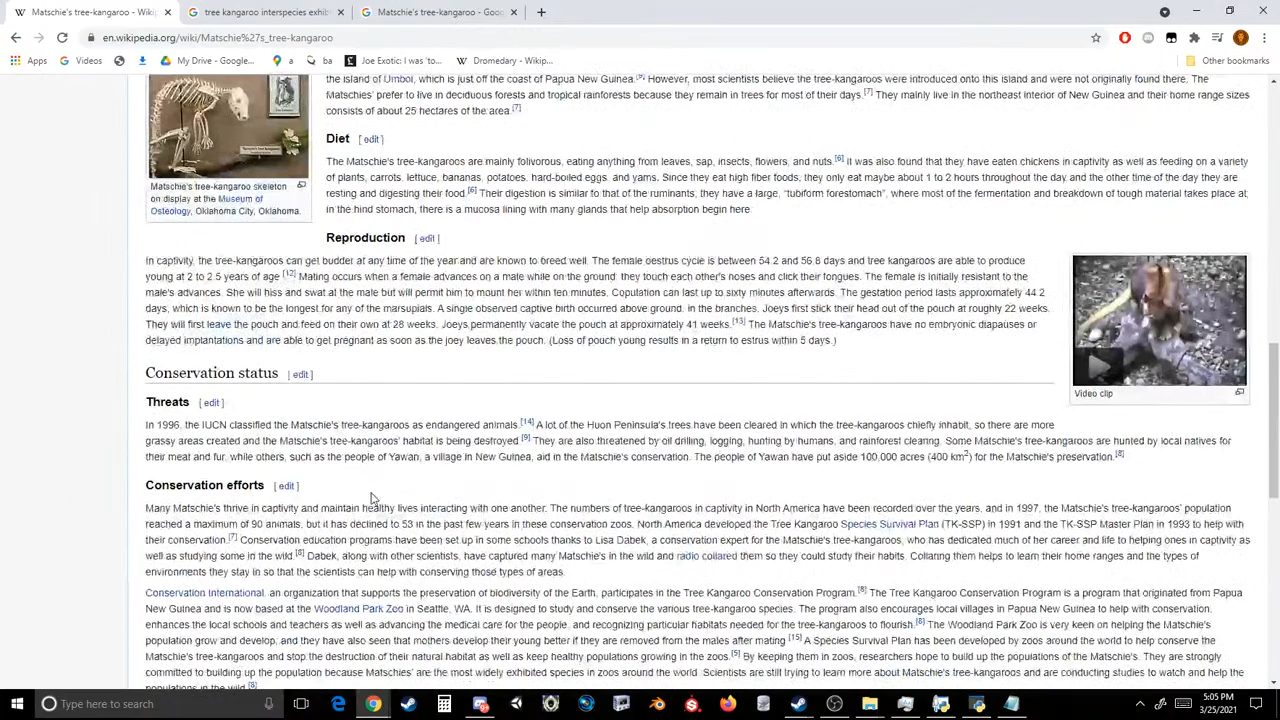 Matschie's tree-kangaroo - Wikip
tree kangaroo interspecies exhib
Matschie's tree-kangaroo - Goo
en.wikipedia.org/wiki/Matschie%27s_tree-kangaroo
Apps
Videos
My Drive - Google...
ba
Joe Exotic: I was 'to...
Dromedary - Wikip...
Other bookmarks
the island of Umboi, which is just off the coast of Papua New Guinea.[6] However, most scientists believe the tree-kangaroos were introduced onto this island and were not originally found there. The
Matschies' prefer to live in deciduous forests and tropical rainforests because they remain in trees for most of their days.[7] They mainly live in the northeast interior of New Guinea and their home range sizes
consists of about 25 hectares of the area.[7]
Diet [ edit ]
The Matschie's tree-kangaroos are mainly folivorous, eating anything from leaves, sap, insects, flowers, and nuts.[6] It was also found that they have eaten chickens in captivity as well as feeding on a variety
of plants, carrots, lettuce, bananas, potatoes, hard-boiled eggs, and yams. Since they eat high fiber foods, they only eat maybe about 1 to 2 hours throughout the day and the other time of the day they are
resting and digesting their food.[6] Their digestion is similar to that of the ruminants, they have a large, "tubiform forestomach", where most of the fermentation and breakdown of tough material takes place at,
in the hind stomach, there is a mucosa lining with many glands that help absorption begin here.
Matschie's tree-kangaroo skeleton
on display at the Museum of
Osteology, Oklahoma City, Oklahoma.
Reproduction [ edit ]
In captivity, the tree-kangaroos can get budder at any time of the year and are known to breed well. The female oestrus cycle is between 54.2 and 56.8 days and tree kangaroos are able to produce
young at 2 to 2.5 years of age.[12] Mating occurs when a female advances on a male while on the ground: they touch each other's noses and click their tongues. The female is initially resistant to the
male's advances. She will hiss and swat at the male but will permit him to mount her within ten minutes. Copulation can last up to sixty minutes afterwards. The gestation period lasts approximately 44.2
days, which is known to be the longest for any of the marsupials. A single observed captive birth occurred above ground, in the branches. Joeys first stick their head out of the pouch at roughly 22 weeks.
They will first leave the pouch and feed on their own at 28 weeks. Joeys permanently vacate the pouch at approximately 41 weeks.[13] The Matschie's tree-kangaroos have no embryonic diapauses or
delayed implantations and are able to get pregnant as soon as the joey leaves the pouch. (Loss of pouch young results in a return to estrus within 5 days.)
Video clip
Conservation status [ edit ]
Threats [ edit ]
In 1996, the IUCN classified the Matschie's tree-kangaroos as endangered animals.[14] A lot of the Huon Peninsula's trees have been cleared in which the tree-kangaroos chiefly inhabit, so there are more
grassy areas created and the Matschie's tree-kangaroos' habitat is being destroyed.[9] They are also threatened by oil drilling, logging, hunting by humans, and rainforest clearing. Some Matschie's tree-kangaroos are hunted by local natives for
their meat and fur, while others, such as the people of Yawan, a village in New Guinea, aid in the Matschie's conservation. The people of Yawan have put aside 100,000 acres (400 km2) for the Matschie's preservation.[8]
Conservation efforts [ edit ]
Many Matschie's thrive in captivity and maintain healthy lives interacting with one another. The numbers of tree-kangaroos in captivity in North America have been recorded over the years, and in 1997, the Matschie's tree-kangaroos' population
reached a maximum of 90 animals, but it has declined to 53 in the past few years in these conservation zoos. North America developed the Tree Kangaroo Species Survival Plan (TK-SSP) in 1991 and the TK-SSP Master Plan in 1993 to help with
their conservation.[7] Conservation education programs have been set up in some schools thanks to Lisa Dabek, a conservation expert for the Matschie's tree-kangaroos, who has dedicated much of her career and life to helping ones in captivity as
well as studying some in the wild.[8] Dabek, along with other scientists, have captured many Matschie's in the wild and radio collared them so they could study their habits. Collaring them helps to learn their home ranges and the types of
environments they stay in so that the scientists can help with conserving those types of areas.
Conservation International, an organization that supports the preservation of biodiversity of the Earth, participates in the Tree Kangaroo Conservation Program.[8] The Tree Kangaroo Conservation Program is a program that originated from Papua
New Guinea and is now based at the Woodland Park Zoo in Seattle, WA. It is designed to study and conserve the various tree-kangaroo species. The program also encourages local villages in Papua New Guinea to help with conservation,
enhances the local schools and teachers as well as advancing the medical care for the people, and recognizing particular habitats needed for the tree-kangaroos to flourish.[8] The Woodland Park Zoo is very keen on helping the Matschie's
population grow and develop, and they have also seen that mothers develop their young better if they are removed from the males after mating.[15] A Species Survival Plan has been developed by zoos around the world to help conserve the
Matschie's tree-kangaroos and stop the destruction of their natural habitat as well as keep healthy populations growing in the zoos.[5] By keeping them in zoos, researchers hope to build up the populations of the Matschie's. They are strongly
committed to building up the population because Matschies' are the most widely exhibited species in zoos around the world. Scientists are still trying to learn more about Matschie's tree-kangaroos and are conducting studies to watch and help the
populations in the wild.[8]
Type here to search
5:05 PM
3/25/2021